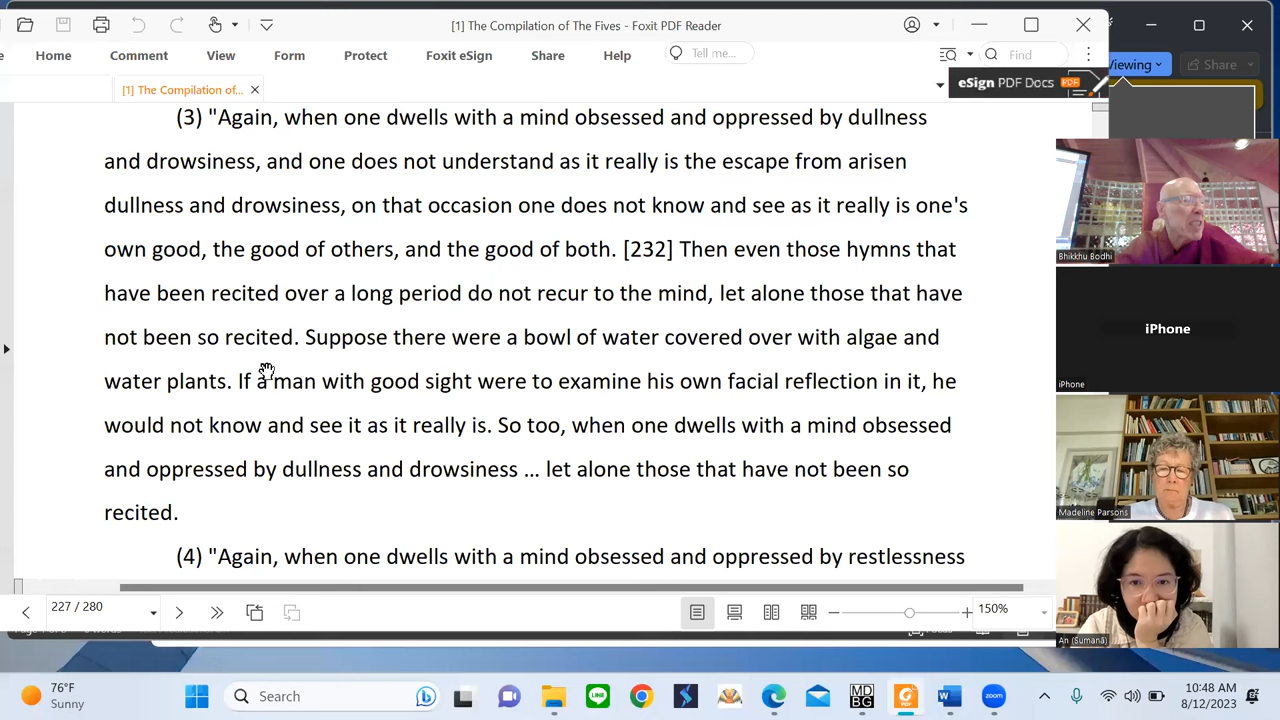 [1] The Compilation of The Fives - Foxit PDF Reader
Home Comment View Form Protect Foxit eSign Share Help Tell me... Find
Viewing Share
[1] The Compilation of...
eSign PDF Docs PDF
(3) "Again, when one dwells with a mind obsessed and oppressed by dullness
and drowsiness, and one does not understand as it really is the escape from arisen
dullness and drowsiness, on that occasion one does not know and see as it really is one's
own good, the good of others, and the good of both. [232] Then even those hymns that
have been recited over a long period do not recur to the mind, let alone those that have
not been so recited. Suppose there were a bowl of water covered over with algae and
water plants. If a man with good sight were to examine his own facial reflection in it, he
would not know and see it as it really is. So too, when one dwells with a mind obsessed
and oppressed by dullness and drowsiness ... let alone those that have not been so
recited.
(4) "Again, when one dwells with a mind obsessed and oppressed by restlessness
Bhikkhu Bodhi
iPhone
iPhone
Madeline Parsons
An (Sumanā)
227 / 280
150%
76°F
Sunny
Search
MD
BG
zoom
10:48 AM
8/12/2023